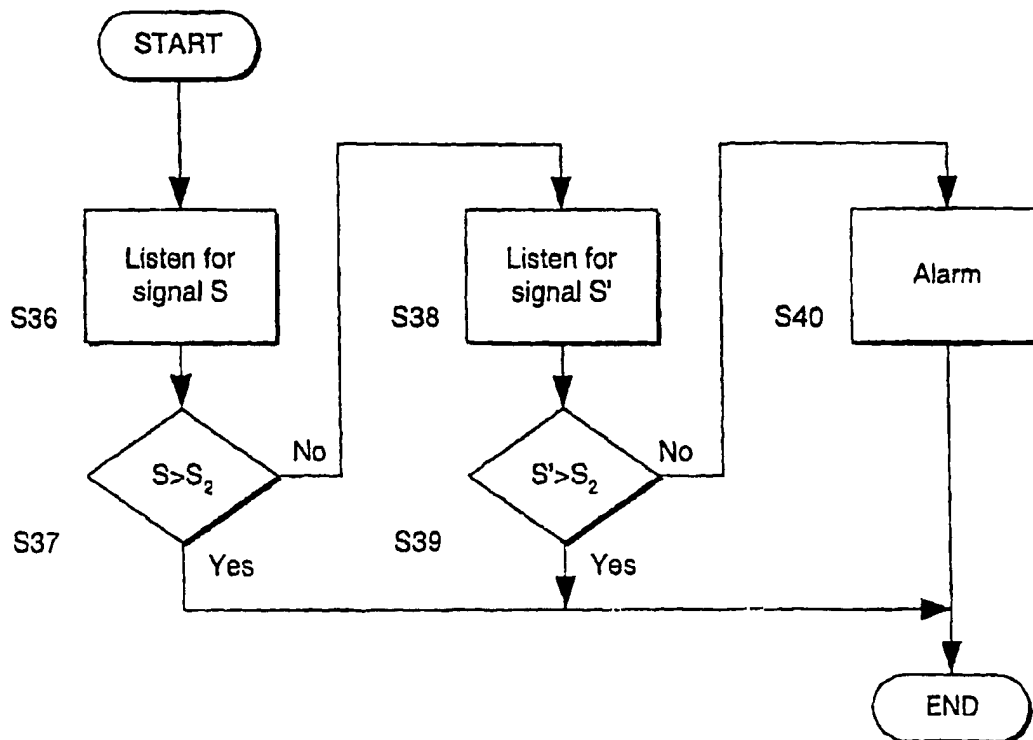 START
Listen for
signal S
S36
Listen for
signal S'
S38
Alarm
S40
S>S₂
No
S37
Yes
S'>S₂
No
S39
Yes
END